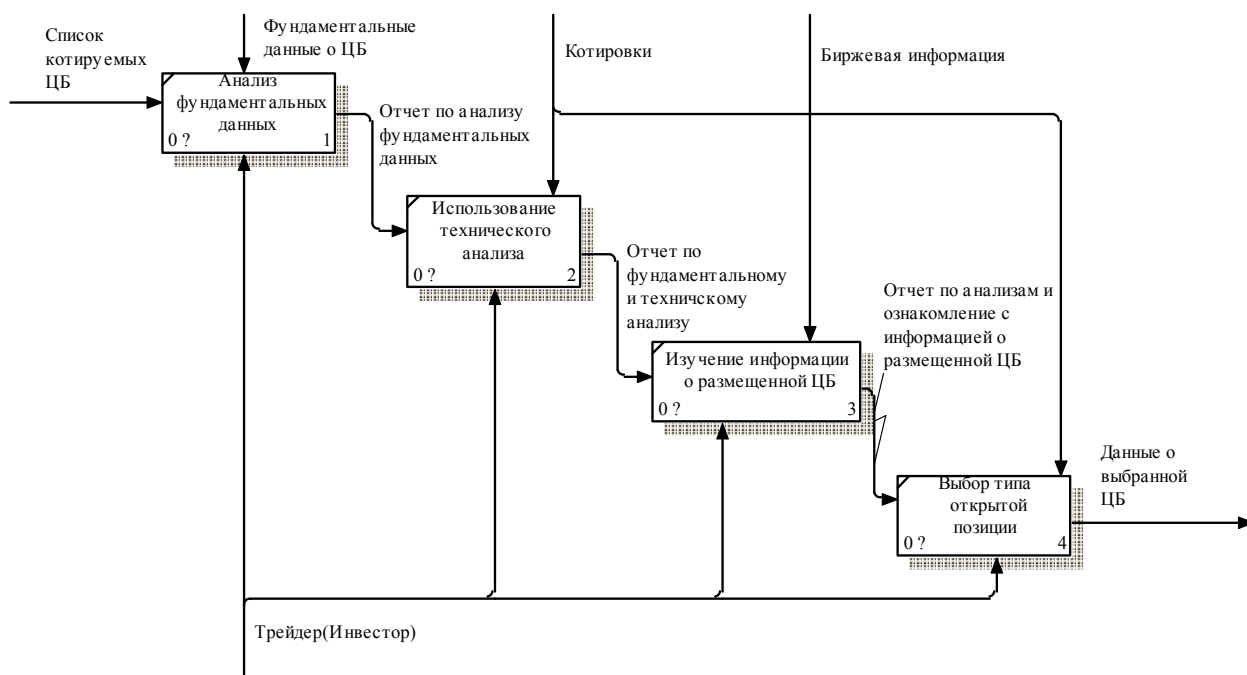 Список
котируемых
ЦБ
Фундаментальные
данные о ЦБ
Котировки
Биржевая информация
Анализ
фундаментальных
данных
0 ?
1
Отчет по анализу
фундаментальных
данных
Использование
технического
анализа
0 ?
2
Отчет по
фундаментальному
и техничскому
анализу
Изучение информации
о размещенной ЦБ
0 ?
3
Отчет по анализам и
ознакомление с
информацией о
размещенной ЦБ
Выбор типа
открытой
позиции
0 ?
4
Данные о
выбранной
ЦБ
Трейдер(Инвестор)